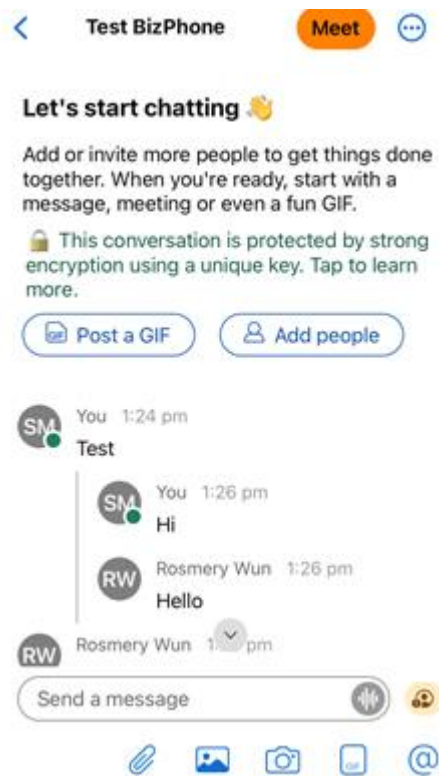 Test BizPhone
Meet
Let's start chatting 👋
Add or invite more people to get things done
together. When you're ready, start with a
message, meeting or even a fun GIF.
🔒 This conversation is protected by strong
encryption using a unique key. Tap to learn
more.
GIF Post a GIF
Add people
SM You 1:24 pm
Test
SM You 1:26 pm
Hi
RW Rosmery Wun 1:26 pm
Hello
RW Rosmery Wun pm
Send a message
GIF
@